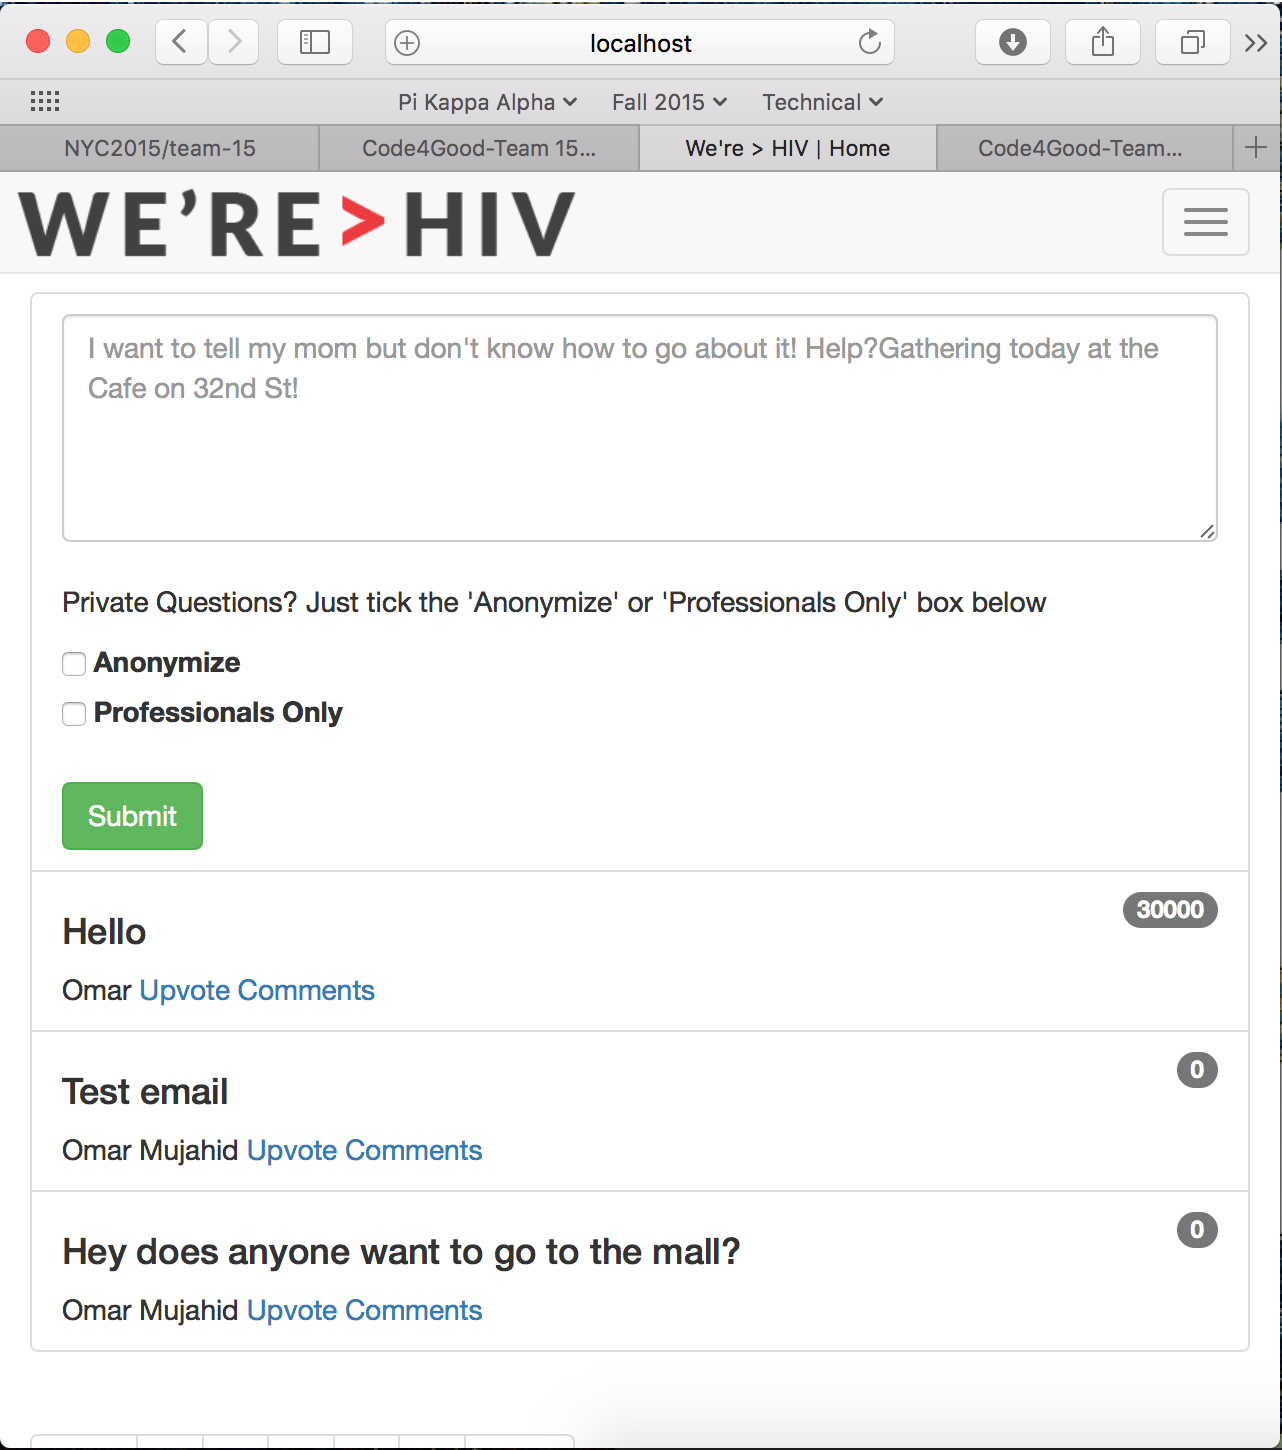 localhost
Pi Kappa Alpha Fall 2015 Technical
NYC2015/team-15 Code4Good-Team 15... We're > HIV | Home Code4Good-Team...
WE'RE > HIV
I want to tell my mom but don't know how to go about it! Help?Gathering today at the
Cafe on 32nd St!
Private Questions? Just tick the 'Anonymize' or 'Professionals Only' box below
Anonymize
Professionals Only
Submit
30000
Hello
Omar Upvote Comments
0
Test email
Omar Mujahid Upvote Comments
0
Hey does anyone want to go to the mall?
Omar Mujahid Upvote Comments